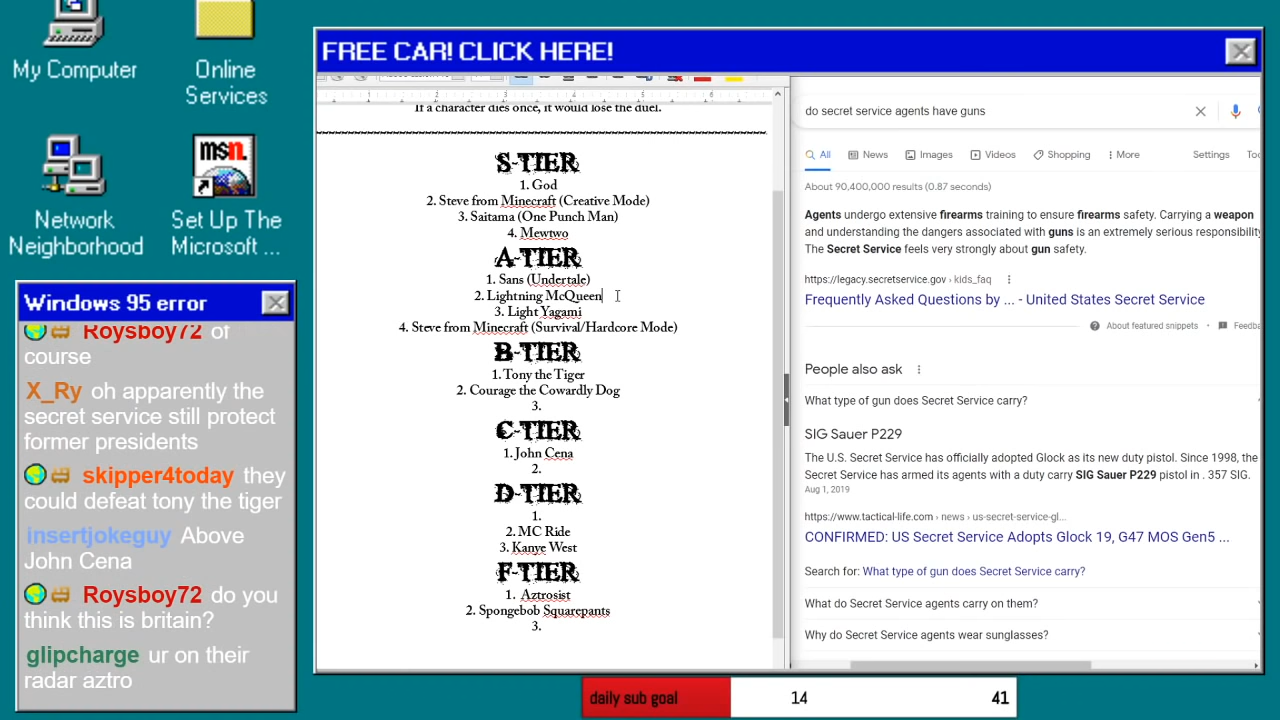 My Computer
Online
Services
Network
Neighborhood
msn.
Set Up The
Microsoft ...
Windows 95 error
Roysboy72 of
course
X_Ry oh apparently the
secret service still protect
former presidents
skipper4today they
could defeat tony the tiger
insertjokeguy Above
John Cena
Roysboy72 do you
think this is britain?
glipcharge ur on their
radar aztro
FREE CAR! CLICK HERE!
1 2 3 4 5 6
If a character dies once, it would lose the duel.
S-TIER
1. God
2. Steve from Minecraft (Creative Mode)
3. Saitama (One Punch Man)
4. Mewtwo
A-TIER
1. Sans (Undertale)
2. Lightning McQueen
3. Light Yagami
4. Steve from Minecraft (Survival/Hardcore Mode)
B-TIER
1. Tony the Tiger
2. Courage the Cowardly Dog
3.
C-TIER
1. John Cena
2.
D-TIER
1.
2. MC Ride
3. Kanye West
F-TIER
1. Aztrosist
2. Spongebob Squarepants
3.
do secret service agents have guns
All News Images Videos Shopping More Settings Too
About 90,400,000 results (0.87 seconds)
Agents undergo extensive firearms training to ensure firearms safety. Carrying a weapon
and understanding the dangers associated with guns is an extremely serious responsibility
The Secret Service feels very strongly about gun safety.
https://legacy.secretservice.gov › kids_faq
Frequently Asked Questions by ... - United States Secret Service
About featured snippets • Feedba
People also ask
What type of gun does Secret Service carry?
SIG Sauer P229
The U.S. Secret Service has officially adopted Glock as its new duty pistol. Since 1998, the
Secret Service has armed its agents with a duty carry SIG Sauer P229 pistol in . 357 SIG.
Aug 1, 2019
https://www.tactical-life.com › news › us-secret-service-gl...
CONFIRMED: US Secret Service Adopts Glock 19, G47 MOS Gen5 ...
Search for: What type of gun does Secret Service carry?
What do Secret Service agents carry on them?
Why do Secret Service agents wear sunglasses?
daily sub goal 14 41